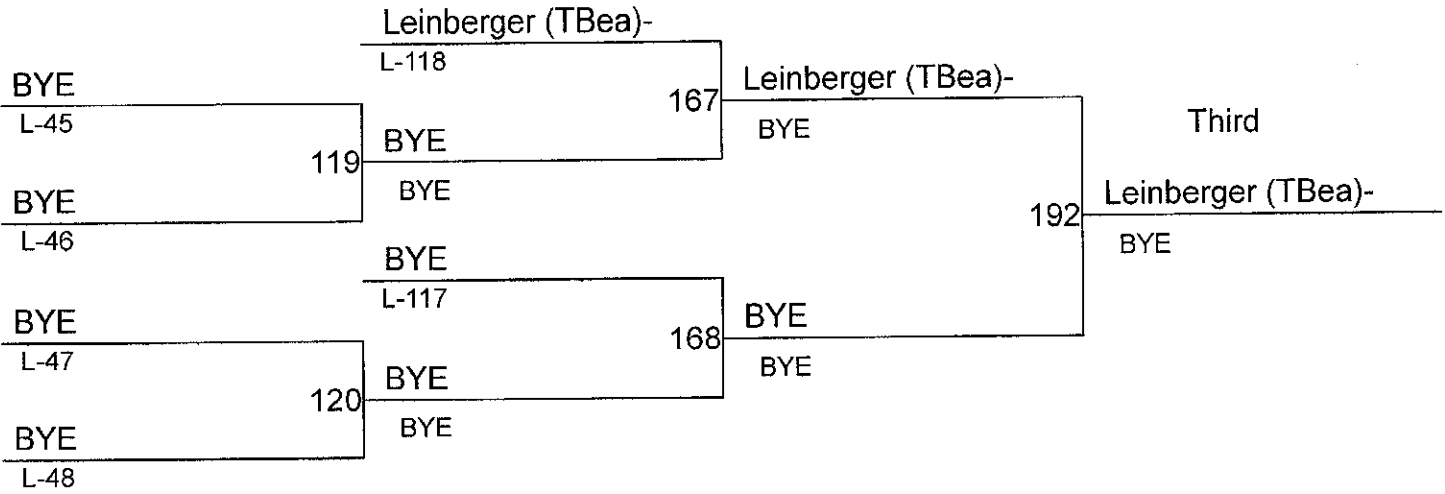 Leinberger (TBea)-
L-118
BYE
L-45
167
Leinberger (TBea)-
BYE
Third
119
BYE
BYE
BYE
L-46
192
Leinberger (TBea)-
BYE
BYE
L-117
BYE
L-47
168
BYE
BYE
120
BYE
BYE
BYE
L-48